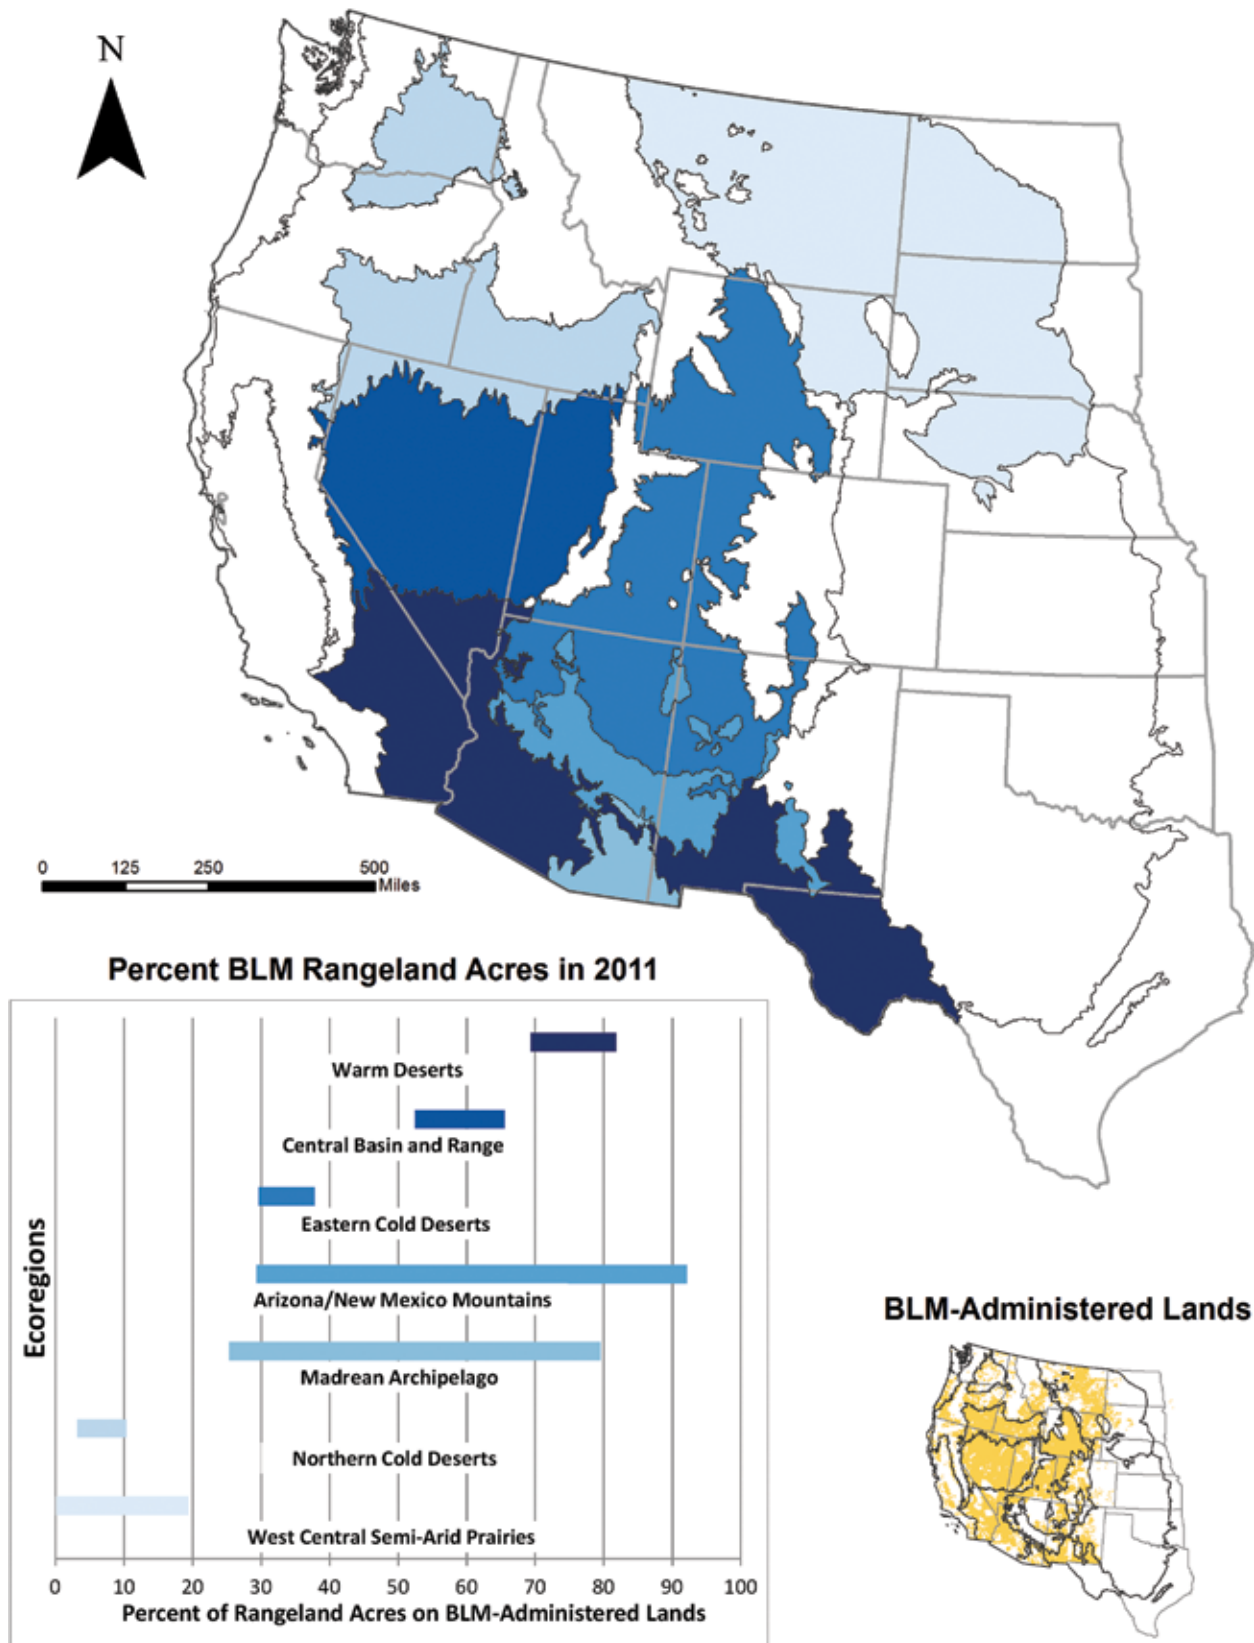 N
0 125 250 500
Miles
Percent BLM Rangeland Acres in 2011
Ecoregions
Warm Deserts
Central Basin and Range
Eastern Cold Deserts
Arizona/New Mexico Mountains
Madrean Archipelago
Northern Cold Deserts
West Central Semi-Arid Prairies
0 10 20 30 40 50 60 70 80 90 100
Percent of Rangeland Acres on BLM-Administered Lands
BLM-Administered Lands